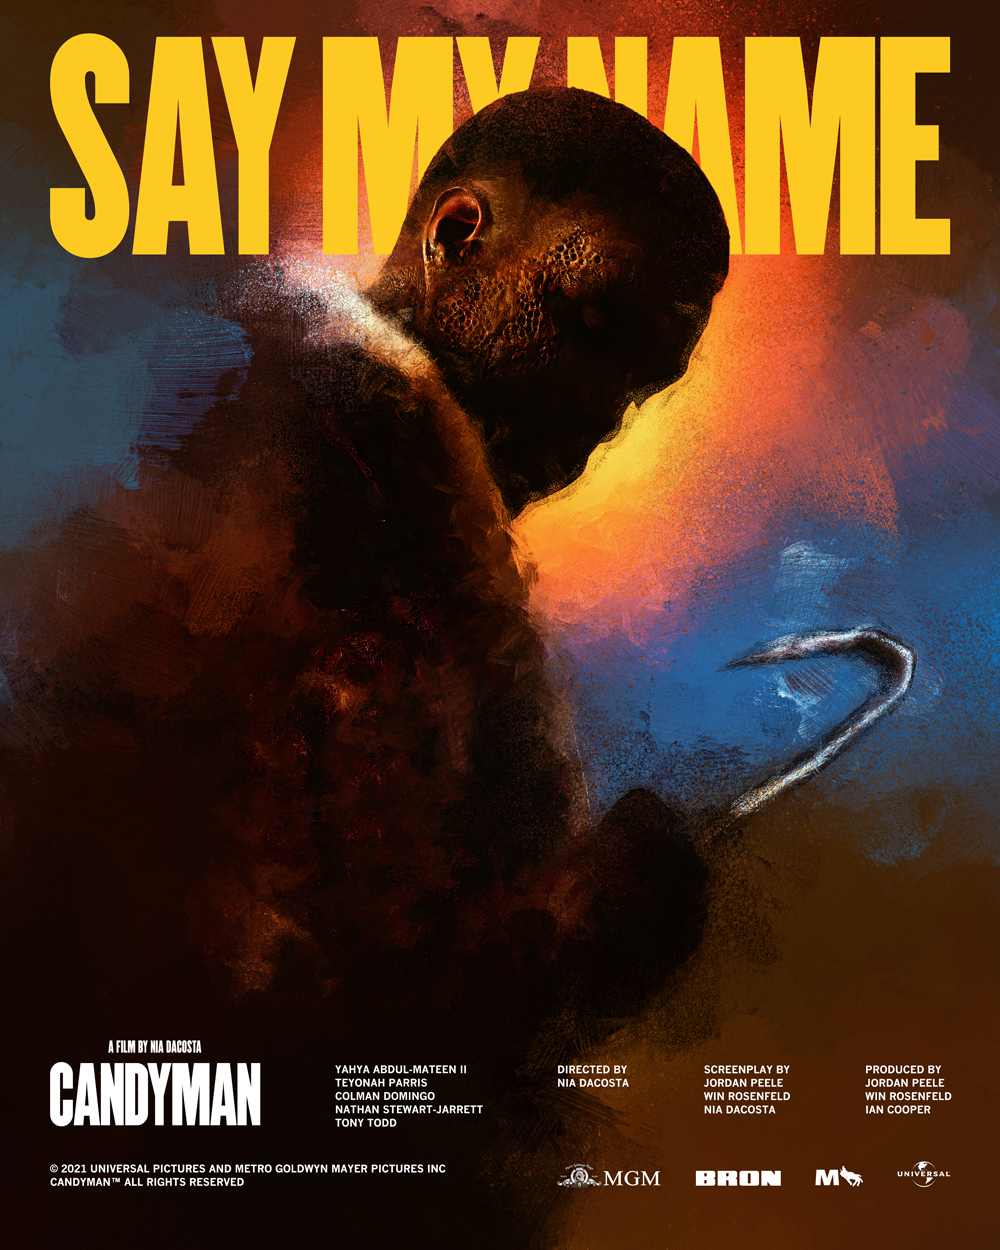 SAY MY NAME
A FILM BY NIA DACOSTA
CANDYMAN
YAHYA ABDUL-MATEEN II
TEYONAH PARRIS
COLMAN DOMINGO
NATHAN STEWART-JARRETT
TONY TODD
DIRECTED BY
NIA DACOSTA
SCREENPLAY BY
JORDAN PEELE
WIN ROSENFELD
NIA DACOSTA
PRODUCED BY
JORDAN PEELE
WIN ROSENFELD
IAN COOPER
© 2021 UNIVERSAL PICTURES AND METRO GOLDWYN MAYER PICTURES INC
CANDYMAN™ ALL RIGHTS RESERVED
MGM
BRON
M
UNIVERSAL